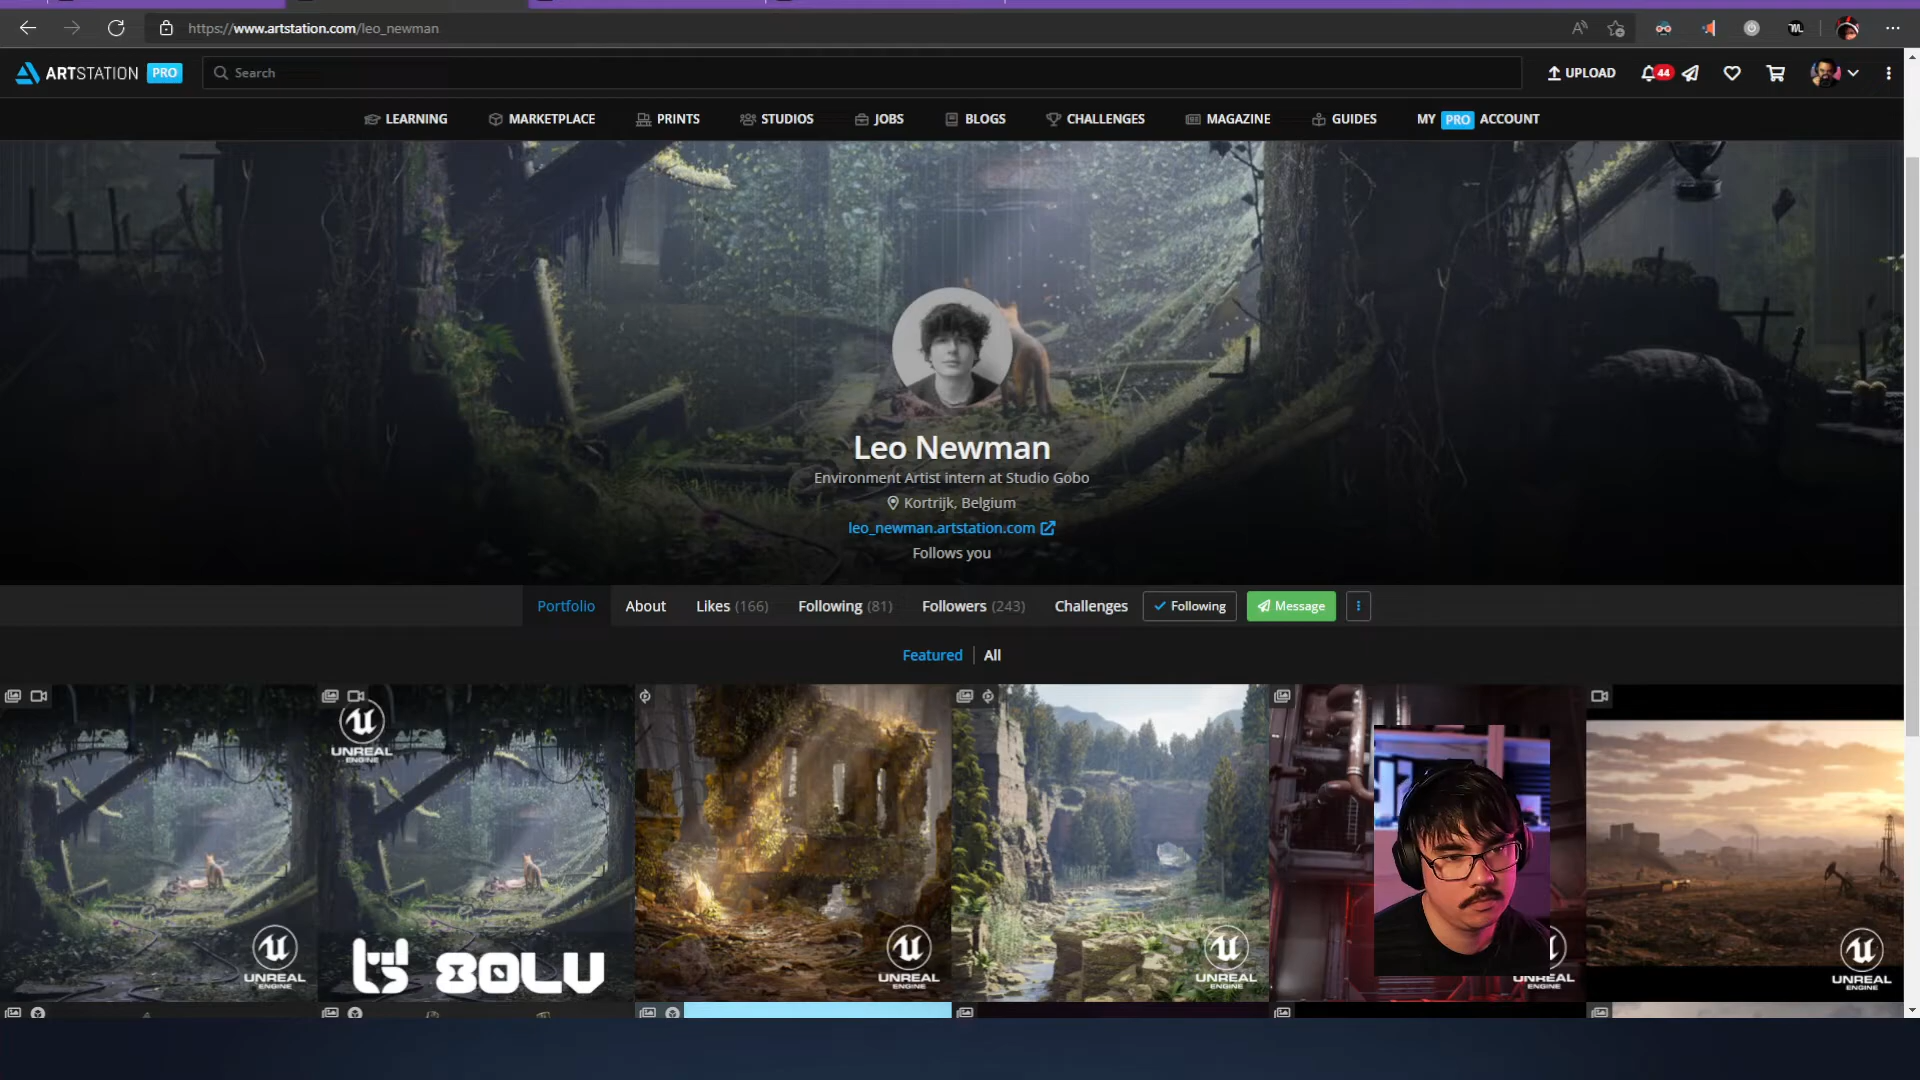 https://www.artstation.com/leo_newman
ARTSTATION PRO
Search
UPLOAD
44
LEARNING
MARKETPLACE
PRINTS
STUDIOS
JOBS
BLOGS
CHALLENGES
MAGAZINE
GUIDES
MY PRO ACCOUNT
Leo Newman
Environment Artist intern at Studio Gobo
Kortrijk, Belgium
leo_newman.artstation.com
Follows you
Portfolio
About
Likes (166)
Following (81)
Followers (243)
Challenges
Following
Message
Featured
All
UNREAL
ENGINE
UNREAL
ENGINE
80LV
UNREAL
ENGINE
UNREAL
ENGINE
UNREAL
ENGINE
UNREAL
ENGINE